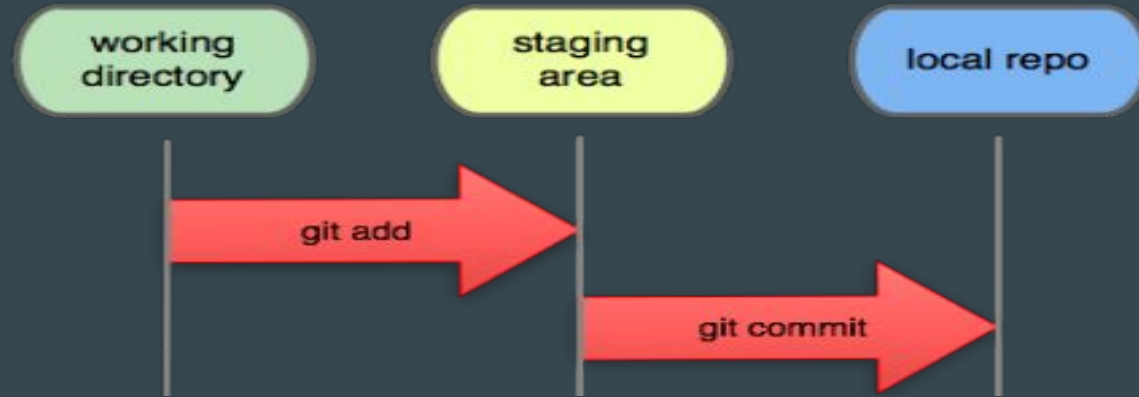 working
directory
staging
area
local repo
git add
git commit